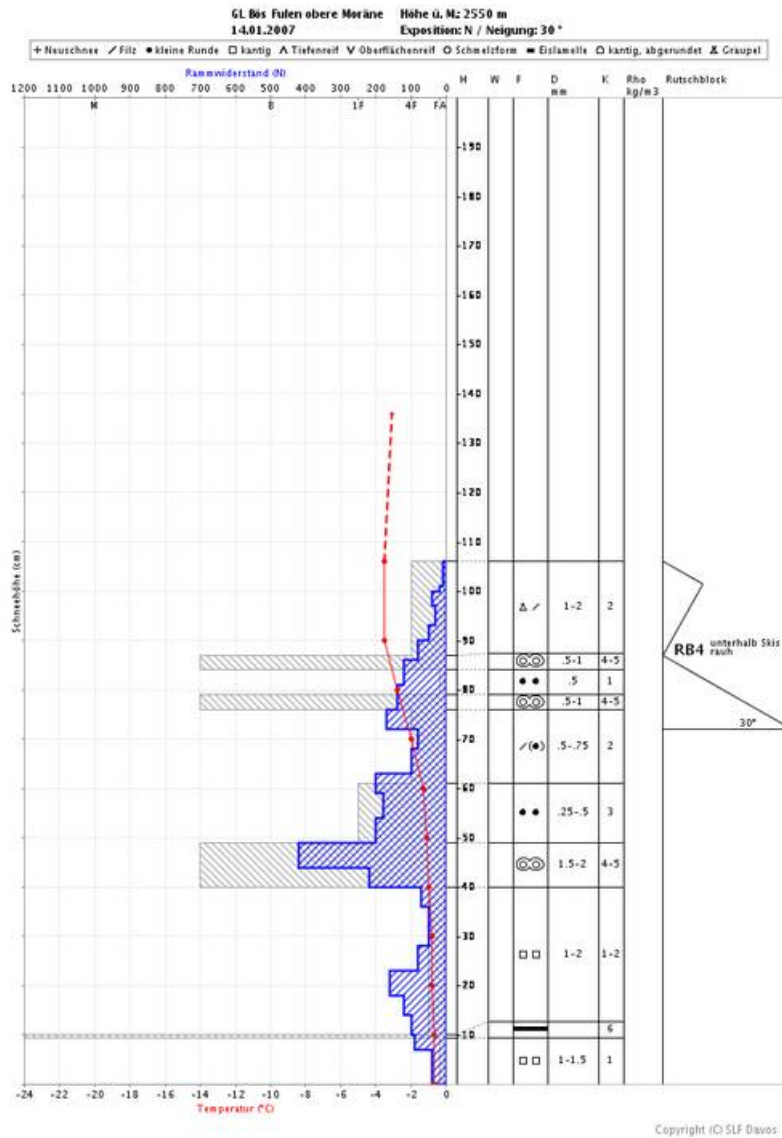 GL Bös Fulen obere Moräne Höhe ü. M.: 2550 m
14.01.2007 Exposition: N / Neigung: 30 °
Neuschnee Filz kleine Runde kantig Tiefenreif Oberflächenreif Schmelzform Eislamelle kantig, abgerundet Graupel
Rammwiderstand (N)
1200 1100 1000 900 800 700 600 500 400 300 200 100 0
M B 1F 4F FA
H W F D mm K Rho kg/m3 Rutschblock
190
180
170
160
150
140
130
120
110
100
90
80
70
60
50
40
30
20
10
Schneehöhe (cm)
1-2 2
.5-1 4-5
.5 1
.5-1 4-5
.5-.75 2
.25-.5 3
1.5-2 4-5
1-2 1-2
6
1-1.5 1
RB4 unterhalb Skis
rauh
30°
-24 -22 -20 -18 -16 -14 -12 -10 -8 -6 -4 -2 0
Temperatur (°C)
Copyright (C) SLF Davos